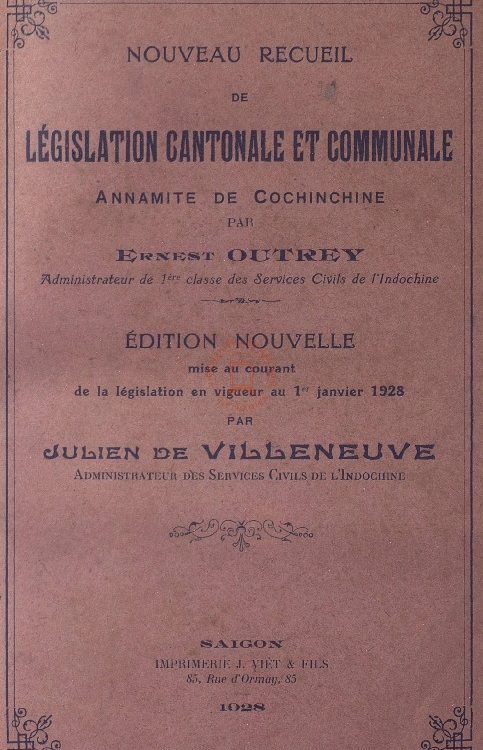 NOUVEAU RECUEIL
DE
LÉGISLATION CANTONALE ET COMMUNALE
ANNAMITE DE COCHINCHINE
PAR
ERNEST OUTREY
Administrateur de 1ère classe des Services Civils de l'Indochine
ÉDITION NOUVELLE
mise au courant
de la législation en vigueur au 1er janvier 1928
PAR
JULIEN DE VILLENEUVE
ADMINISTRATEUR DES SERVICES CIVILS DE L'INDOCHINE
SAIGON
IMPRIMERIE J. VIÊT & FILS
85, Rue d'Ormay, 85
1928